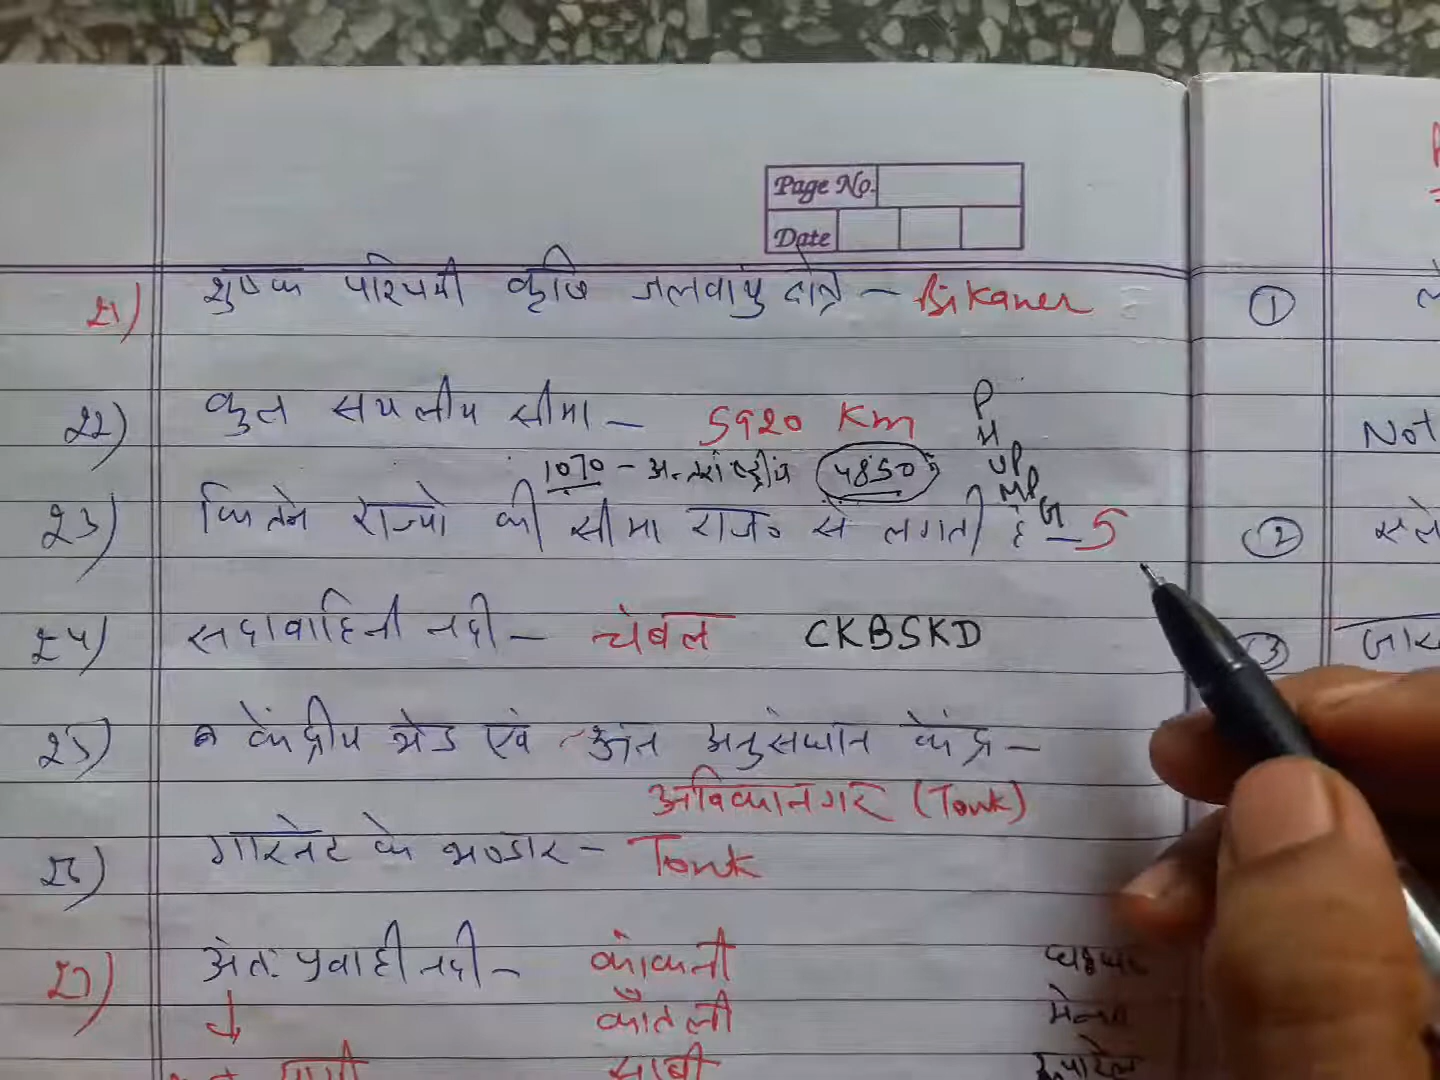 Page No.
Date
21) शुष्क पश्चिमी कृषि जलवायु क्षेत्र - Bikaner
22) कुल स्थलीय सीमा - 5920 Km
1070 - अन्तर्राष्ट्रीय 4850
P
H
UP
MP
G
23) कितने राज्यो की सीमा राज० से लगती है - 5
24) सदावाहिनी नदी - चंबल CKBSKD
25) केंद्रीय भेड एवं ऊन अनुसंधान केंद्र -
अविकानगर (Tonk)
26) गारनेट के भण्डार - Tonk
27) अंतः प्रवाही नदी - कांकनी
↓ काँतली
साबी
रूपारेल
①
Not
②
③